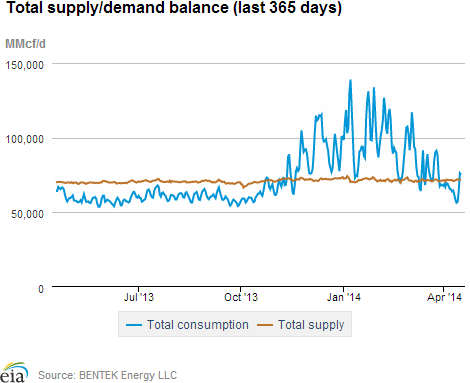 Total supply/demand balance (last 365 days)
MMcf/d
150,000
100,000
50,000
0
Jul '13 Oct '13 Jan '14 Apr '14
Total consumption Total supply
eia Source: BENTEK Energy LLC